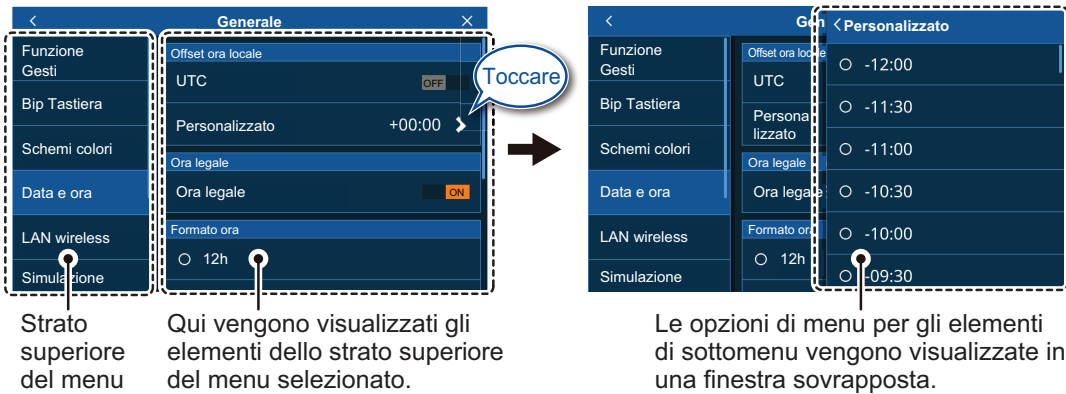 Generale
Funzione
Gesti
Bip Tastiera
Schemi colori
Data e ora
LAN wireless
Simulazione
Offset ora locale
UTC OFF
Personalizzato +00:00
Ora legale
Ora legale ON
Formato ora
12h
Toccare
Strato
superiore
del menu
Qui vengono visualizzati gli
elementi dello strato superiore
del menu selezionato.
Gen
Funzione
Gesti
Bip Tastiera
Schemi colori
Data e ora
LAN wireless
Simulazione
Offset ora locale
UTC
Persona
lizzato
Ora legale
Ora legale
Formato ora
12h
Personalizzato
-12:00
-11:30
-11:00
-10:30
-10:00
-09:30
Le opzioni di menu per gli elementi
di sottomenu vengono visualizzate in
una finestra sovrapposta.